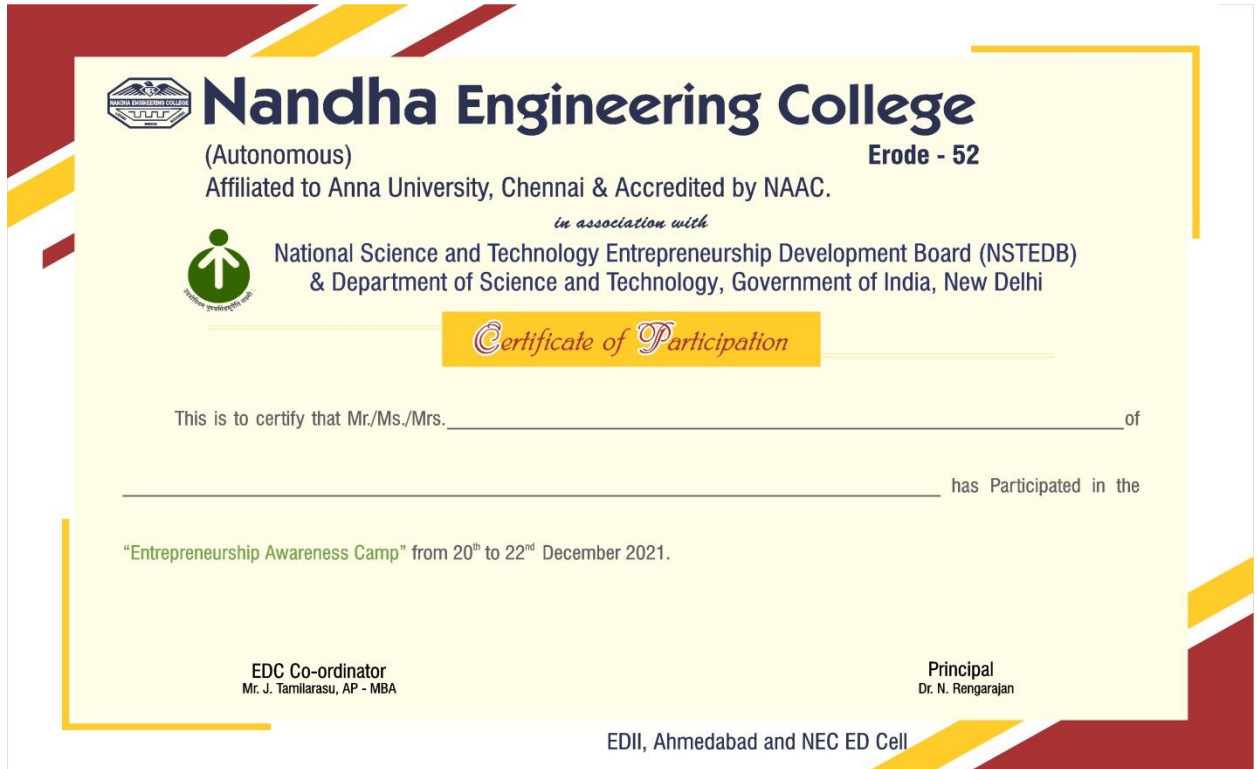 NANDHA ENGINEERING COLLEGE
Nandha Engineering College
(Autonomous) Erode - 52
Affiliated to Anna University, Chennai & Accredited by NAAC.
in association with
National Science and Technology Entrepreneurship Development Board (NSTEDB)
& Department of Science and Technology, Government of India, New Delhi
Certificate of Participation
This is to certify that Mr./Ms./Mrs. of
has Participated in the
“Entrepreneurship Awareness Camp” from 20th to 22nd December 2021.
EDC Co-ordinator
Mr. J. Tamilarasu, AP - MBA
Principal
Dr. N. Rengarajan
EDII, Ahmedabad and NEC ED Cell